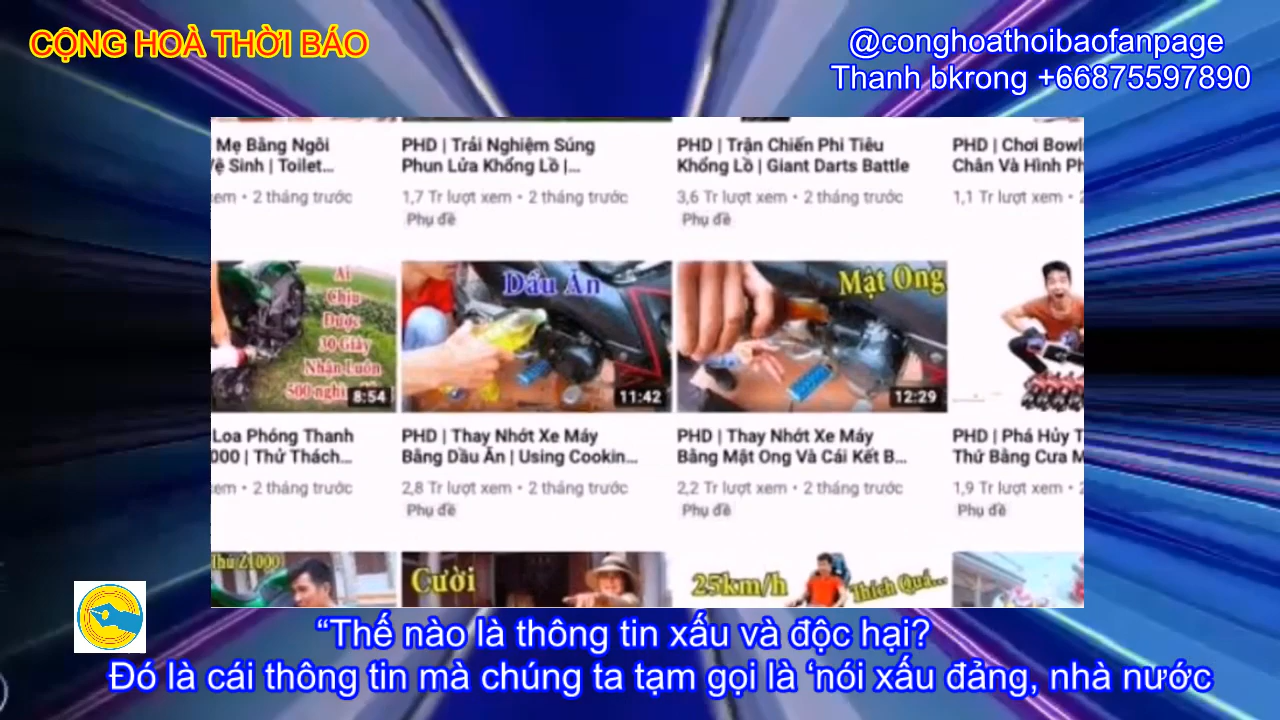 CỘNG HOÀ THỜI BÁO
@conghoathoibaofanpage
Thanh bkrong +66875597890
Mẹ Bằng Ngôi
Vệ Sinh | Toilet...
2 tháng trước
PHD | Trải Nghiệm Súng
Phun Lửa Khổng Lồ |...
1,7 Tr lượt xem • 2 tháng trước
Phụ đề
PHD | Trận Chiến Phi Tiêu
Khổng Lồ | Giant Darts Battle
3,6 Tr lượt xem • 2 tháng trước
Phụ đề
PHD | Chơi Bowl
Chân Và Hình Ph
1,1 Tr lượt xem • 2
Ai
Chịu
Được
30 Giây
Nhận Luôn
500 nghì
8:54
Dầu Ăn
11:42
Mật Ong
12:29
Loa Phóng Thanh
000 | Thử Thách...
2 tháng trước
PHD | Thay Nhớt Xe Máy
Bằng Dầu Ăn | Using Cookin...
2,8 Tr lượt xem • 2 tháng trước
Phụ đề
PHD | Thay Nhớt Xe Máy
Bằng Mật Ong Và Cái Kết B...
2,2 Tr lượt xem • 2 tháng trước
Phụ đề
PHD | Phá Hủy T
Thứ Bằng Cưa M
1,9 Tr lượt xem • 2
Phụ đề
Thử Z1000
Cười
25km/h
Thích Quá...
“Thế nào là thông tin xấu và độc hại?
Đó là cái thông tin mà chúng ta tạm gọi là ‘nói xấu đảng, nhà nước